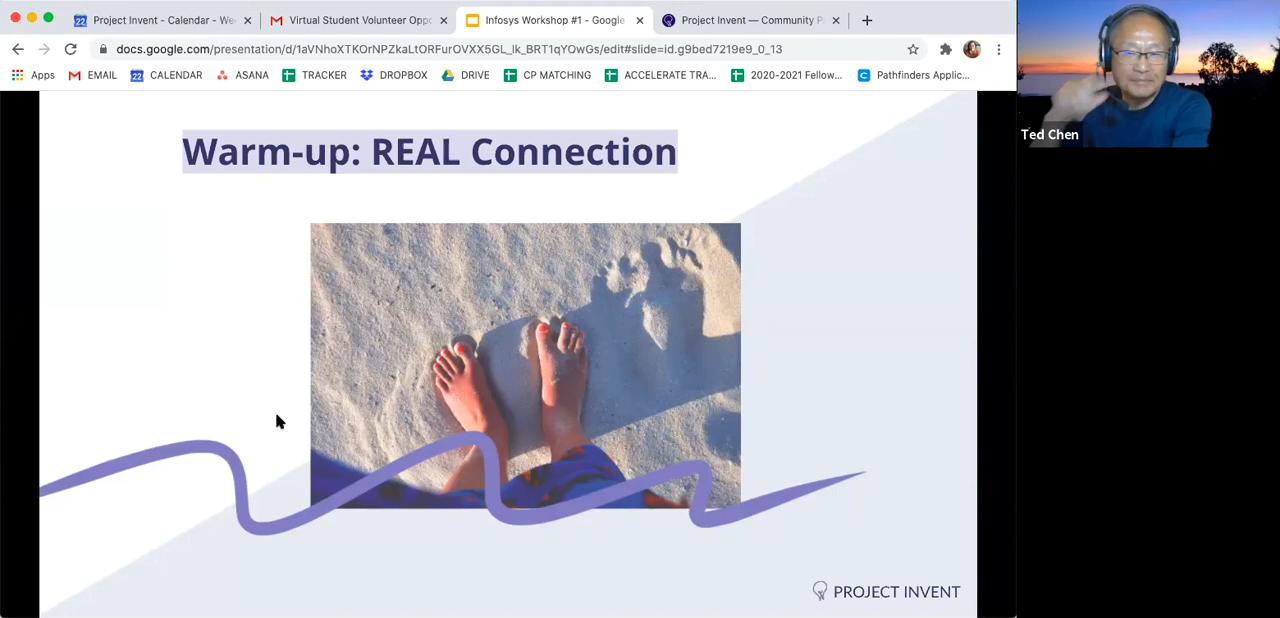 Project Invent - Calendar - We
Virtual Student Volunteer Oppo
Infosys Workshop #1 - Google
Project Invent — Community P
docs.google.com/presentation/d/1aVNhoXTKOrNPZkaLtORFurOVXX5GL_lk_BRT1qYOwGs/edit#slide=id.g9bed7219e9_0_13
Apps
EMAIL
22
CALENDAR
ASANA
TRACKER
DROPBOX
DRIVE
CP MATCHING
ACCELERATE TRA...
2020-2021 Fellow...
Pathfinders Applic...
Warm-up: REAL Connection
Ted Chen
PROJECT INVENT